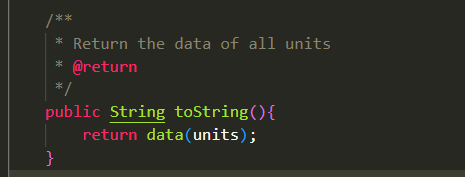 /**
* Return the data of all units
* @return
*/
public String toString(){
return data(units);
}